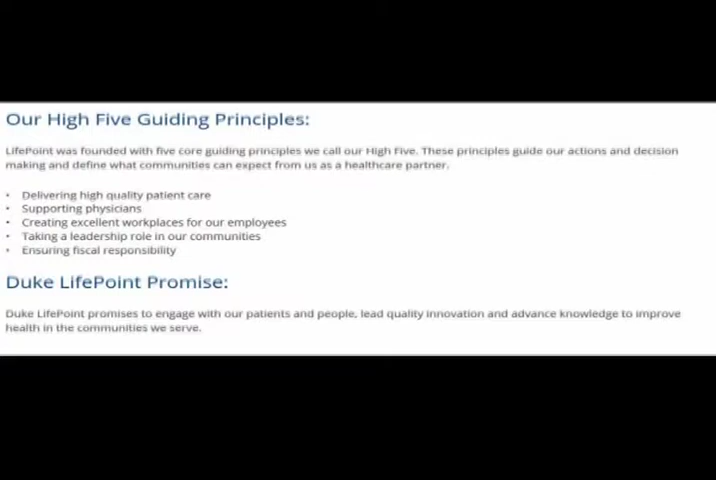 Our High Five Guiding Principles:
LifePoint was founded with five core guiding principles we call our High Five. These principles guide our actions and decision
making and define what communities can expect from us as a healthcare partner.
• Delivering high quality patient care
• Supporting physicians
• Creating excellent workplaces for our employees
• Taking a leadership role in our communities
• Ensuring fiscal responsibility
Duke LifePoint Promise:
Duke LifePoint promises to engage with our patients and people, lead quality innovation and advance knowledge to improve
health in the communities we serve.